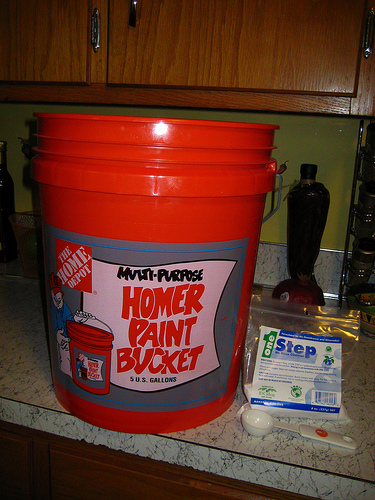 THE
HOME
DEPOT
MULTI-PURPOSE
HOMER
PAINT
BUCKET
5 U.S. GALLONS
one
Step